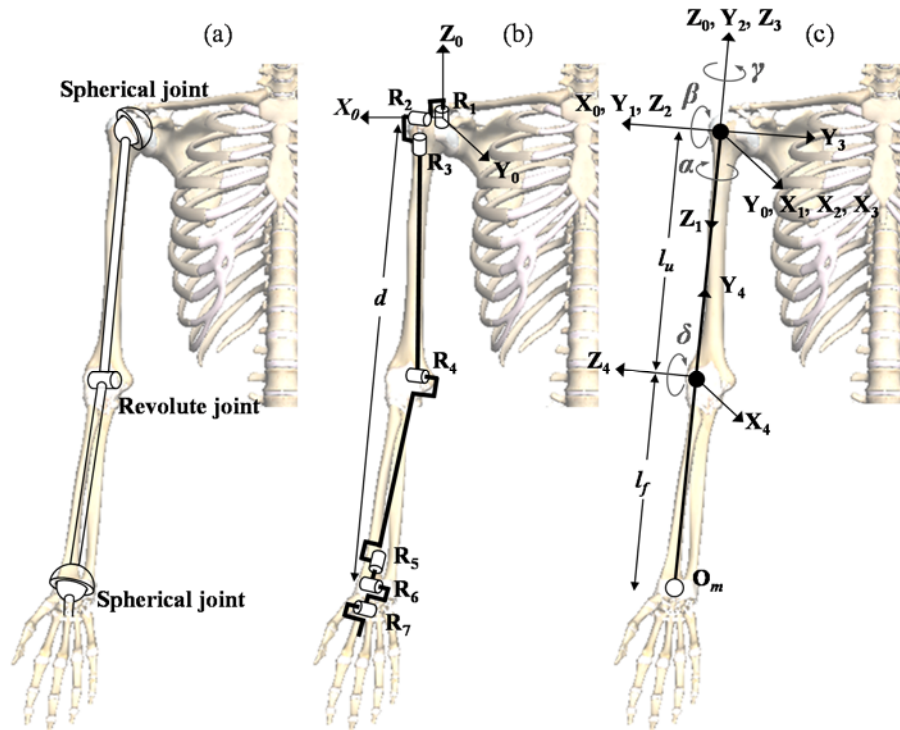 (a)
Spherical joint
Revolute joint
Spherical joint
(b)
Z0
X0
R2
R1
R3
Y0
d
R4
R5
R6
R7
(c)
Z0, Y2, Z3
γ
β
X0, Y1, Z2
Y3
α
Y0, X1, X2, X3
Z1
lu
Y4
δ
Z4
X4
lf
Om